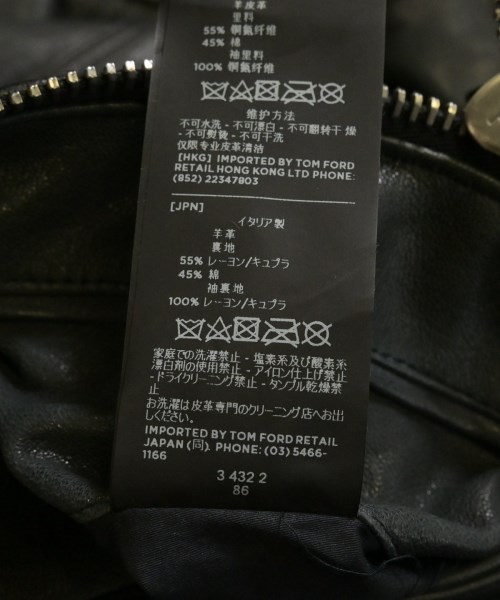 羊皮革
里料
55% 铜氨纤维
45% 棉
袖里料
100% 铜氨纤维
维护方法
不可水洗 - 不可漂白 - 不可翻转干 燥
- 不可熨烫 - 不可干洗
仅限专业皮革清洁
[HKG] IMPORTED BY TOM FORD
RETAIL HONG KONG LTD PHONE:
(852) 22347803
[JPN]
イタリア製
羊革
裏地
55% レーヨン/キュプラ
45% 綿
袖裏地
100% レーヨン/キュプラ
家庭での洗濯禁止 - 塩素系及び酸素系
漂白剤の使用禁止 - アイロン仕上げ禁止
- ドライクリーニング禁止 - タンブル乾燥禁
止
お洗濯は皮革専門のクリーニング店へお出
しください。
IMPORTED BY TOM FORD RETAIL
JAPAN (同). PHONE: (03) 5466-
1166
3 432 2
86